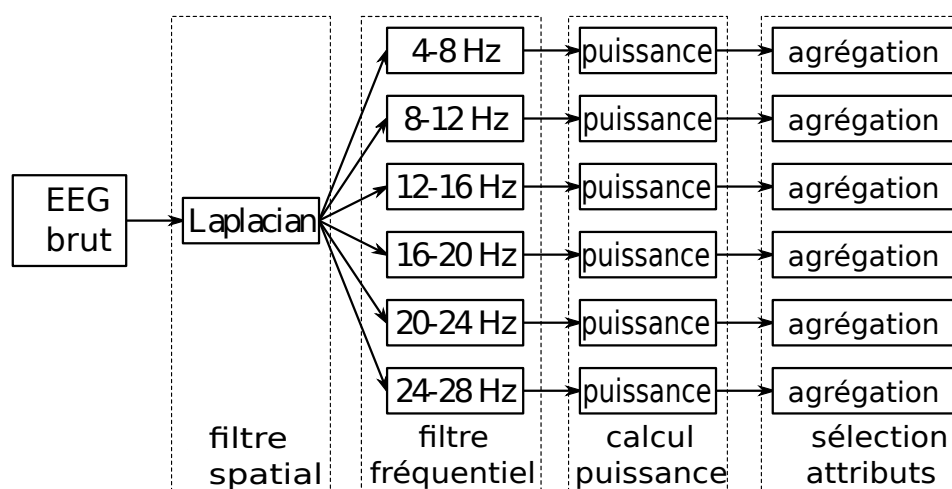 EEG
brut
Laplacian
4-8 Hz
puissance
agrégation
8-12 Hz
puissance
agrégation
12-16 Hz
puissance
agrégation
16-20 Hz
puissance
agrégation
20-24 Hz
puissance
agrégation
24-28 Hz
puissance
agrégation
filtre
spatial
filtre
fréquentiel
calcul
puissance
sélection
attributs